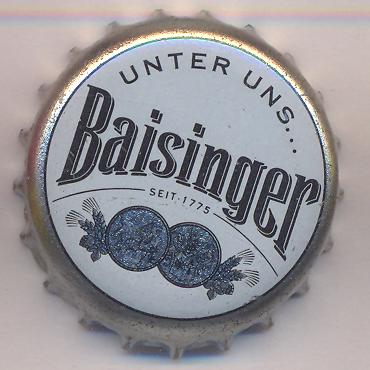 UNTER UNS....
Baisinger
SEIT·1775